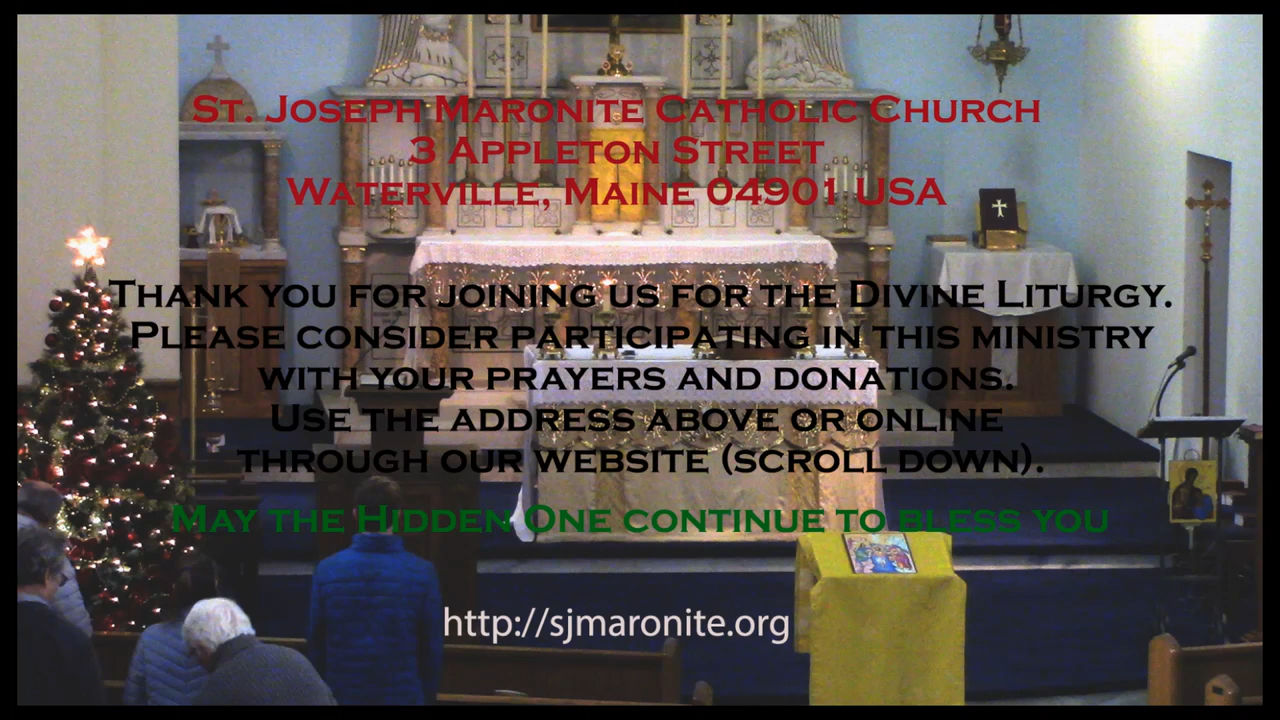 St. Joseph Maronite Catholic Church
3 Appleton Street
Waterville, Maine 04901 USA
Thank you for joining us for the Divine Liturgy.
Please consider participating in this ministry
with your prayers and donations.
Use the address above or online
through our website (scroll down).
May the Hidden One continue to bless you
http://sjmaronite.org